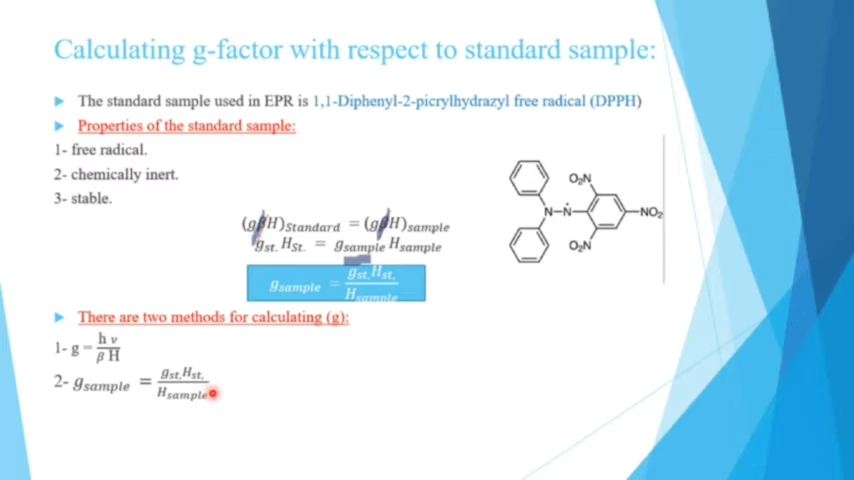 Calculating g-factor with respect to standard sample:
The standard sample used in EPR is 1,1-Diphenyl-2-picrylhydrazyl free radical (DPPH)
Properties of the standard sample:
1- free radical.
2- chemically inert.
3- stable.
(gβH)Standard = (gβH)sample
gst. HSt. = gsample Hsample
gsample = gst. Hst. / Hsample
There are two methods for calculating (g):
1- g = h ν / β H
2- gsample = gst. Hst. / Hsample
O₂N
N–Ṅ
NO₂
O₂N